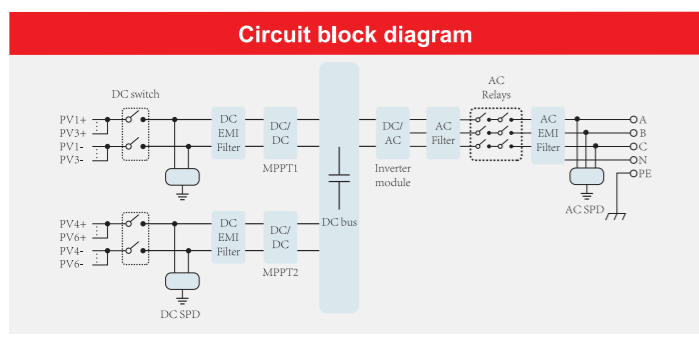 Circuit block diagram
DC switch
PV1+
PV3+
PV1-
PV3-
DC
EMI
Filter
DC/
DC
MPPT1
PV4+
PV6+
PV4-
PV6-
DC SPD
DC
EMI
Filter
DC/
DC
MPPT2
DC bus
DC/
AC
Inverter
module
AC
Filter
AC
Relays
AC
EMI
Filter
A
B
C
N
PE
AC SPD